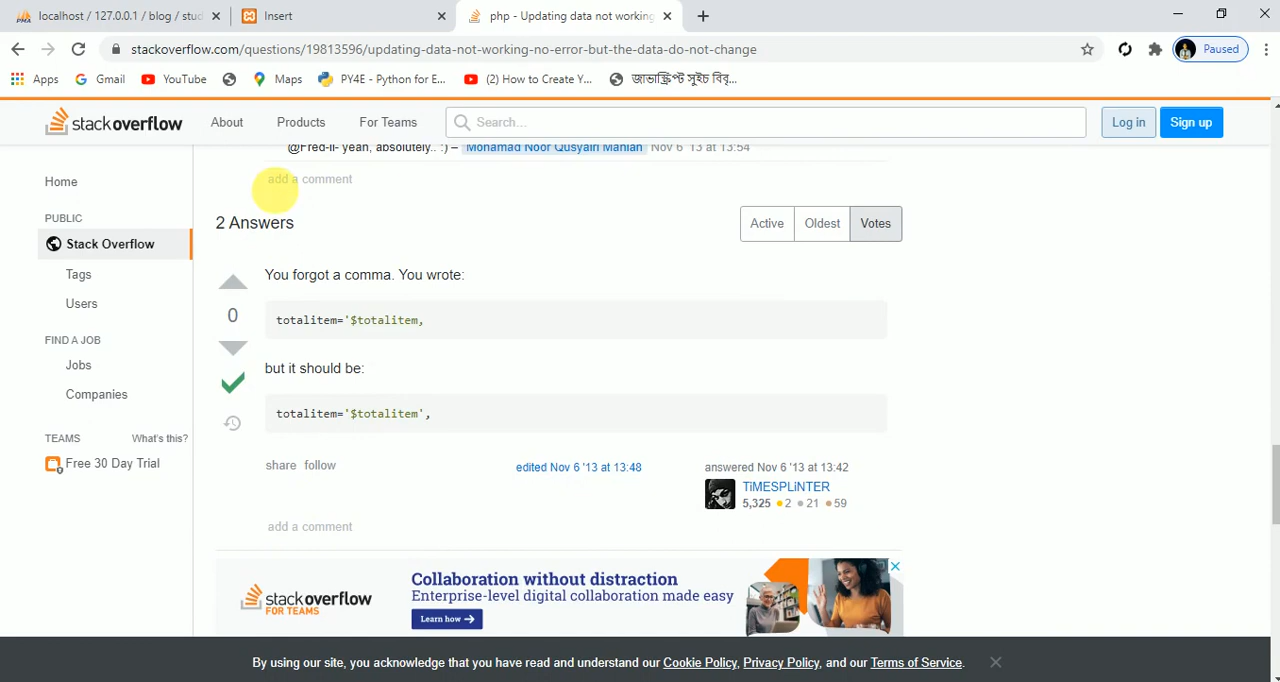 localhost / 127.0.0.1 / blog / stud
Insert
php - Updating data not working
stackoverflow.com/questions/19813596/updating-data-not-working-no-error-but-the-data-do-not-change
Paused
Apps
Gmail
YouTube
Maps
PY4E - Python for E...
(2) How to Create Y...
জাভাস্ক্রিপ্ট সুইচ বিবৃ...
stackoverflow
About
Products
For Teams
Search...
Log in
Sign up
@Fred-ii- yeah, absolutely.. :) – Mohamad Noor Qusyairi Manlah Nov 6 '13 at 13:54
add a comment
Home
PUBLIC
Stack Overflow
Tags
Users
FIND A JOB
Jobs
Companies
TEAMS
What's this?
Free 30 Day Trial
2 Answers
Active
Oldest
Votes
You forgot a comma. You wrote:
0
totalitem='$totalitem,
but it should be:
totalitem='$totalitem',
share follow
edited Nov 6 '13 at 13:48
answered Nov 6 '13 at 13:42
TiMESPLiNTER
5,325 2 21 59
add a comment
stackoverflow
FOR TEAMS
Collaboration without distraction
Enterprise-level digital collaboration made easy
Learn how
By using our site, you acknowledge that you have read and understand our Cookie Policy, Privacy Policy, and our Terms of Service.